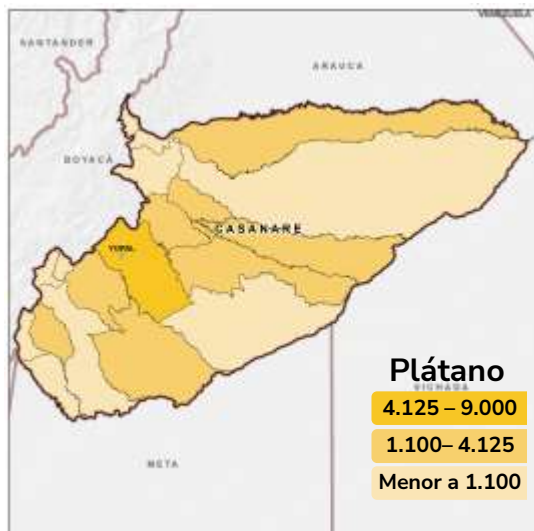 VENEZUELA
SANTANDER
ARAUCA
BOYACÁ
CASANARE
YOPAL
Plátano
VICHADA
4.125 – 9.000
1.100– 4.125
Menor a 1.100
META